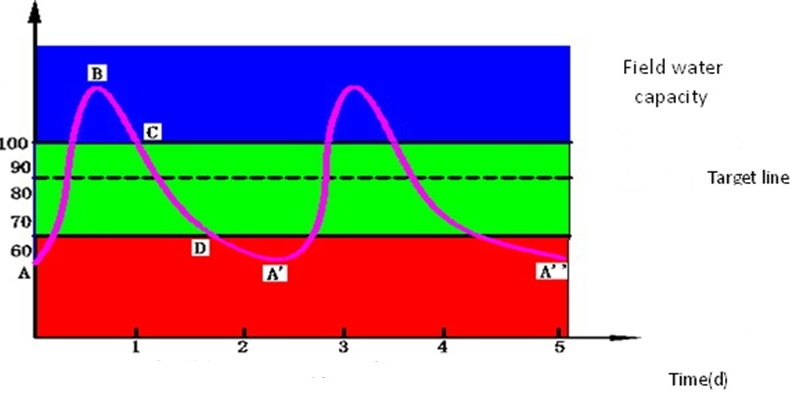 B
Field water
capacity
C
100
90
Target line
80
70
D
60
A
A'
A''
1
2
3
4
5
Time(d)